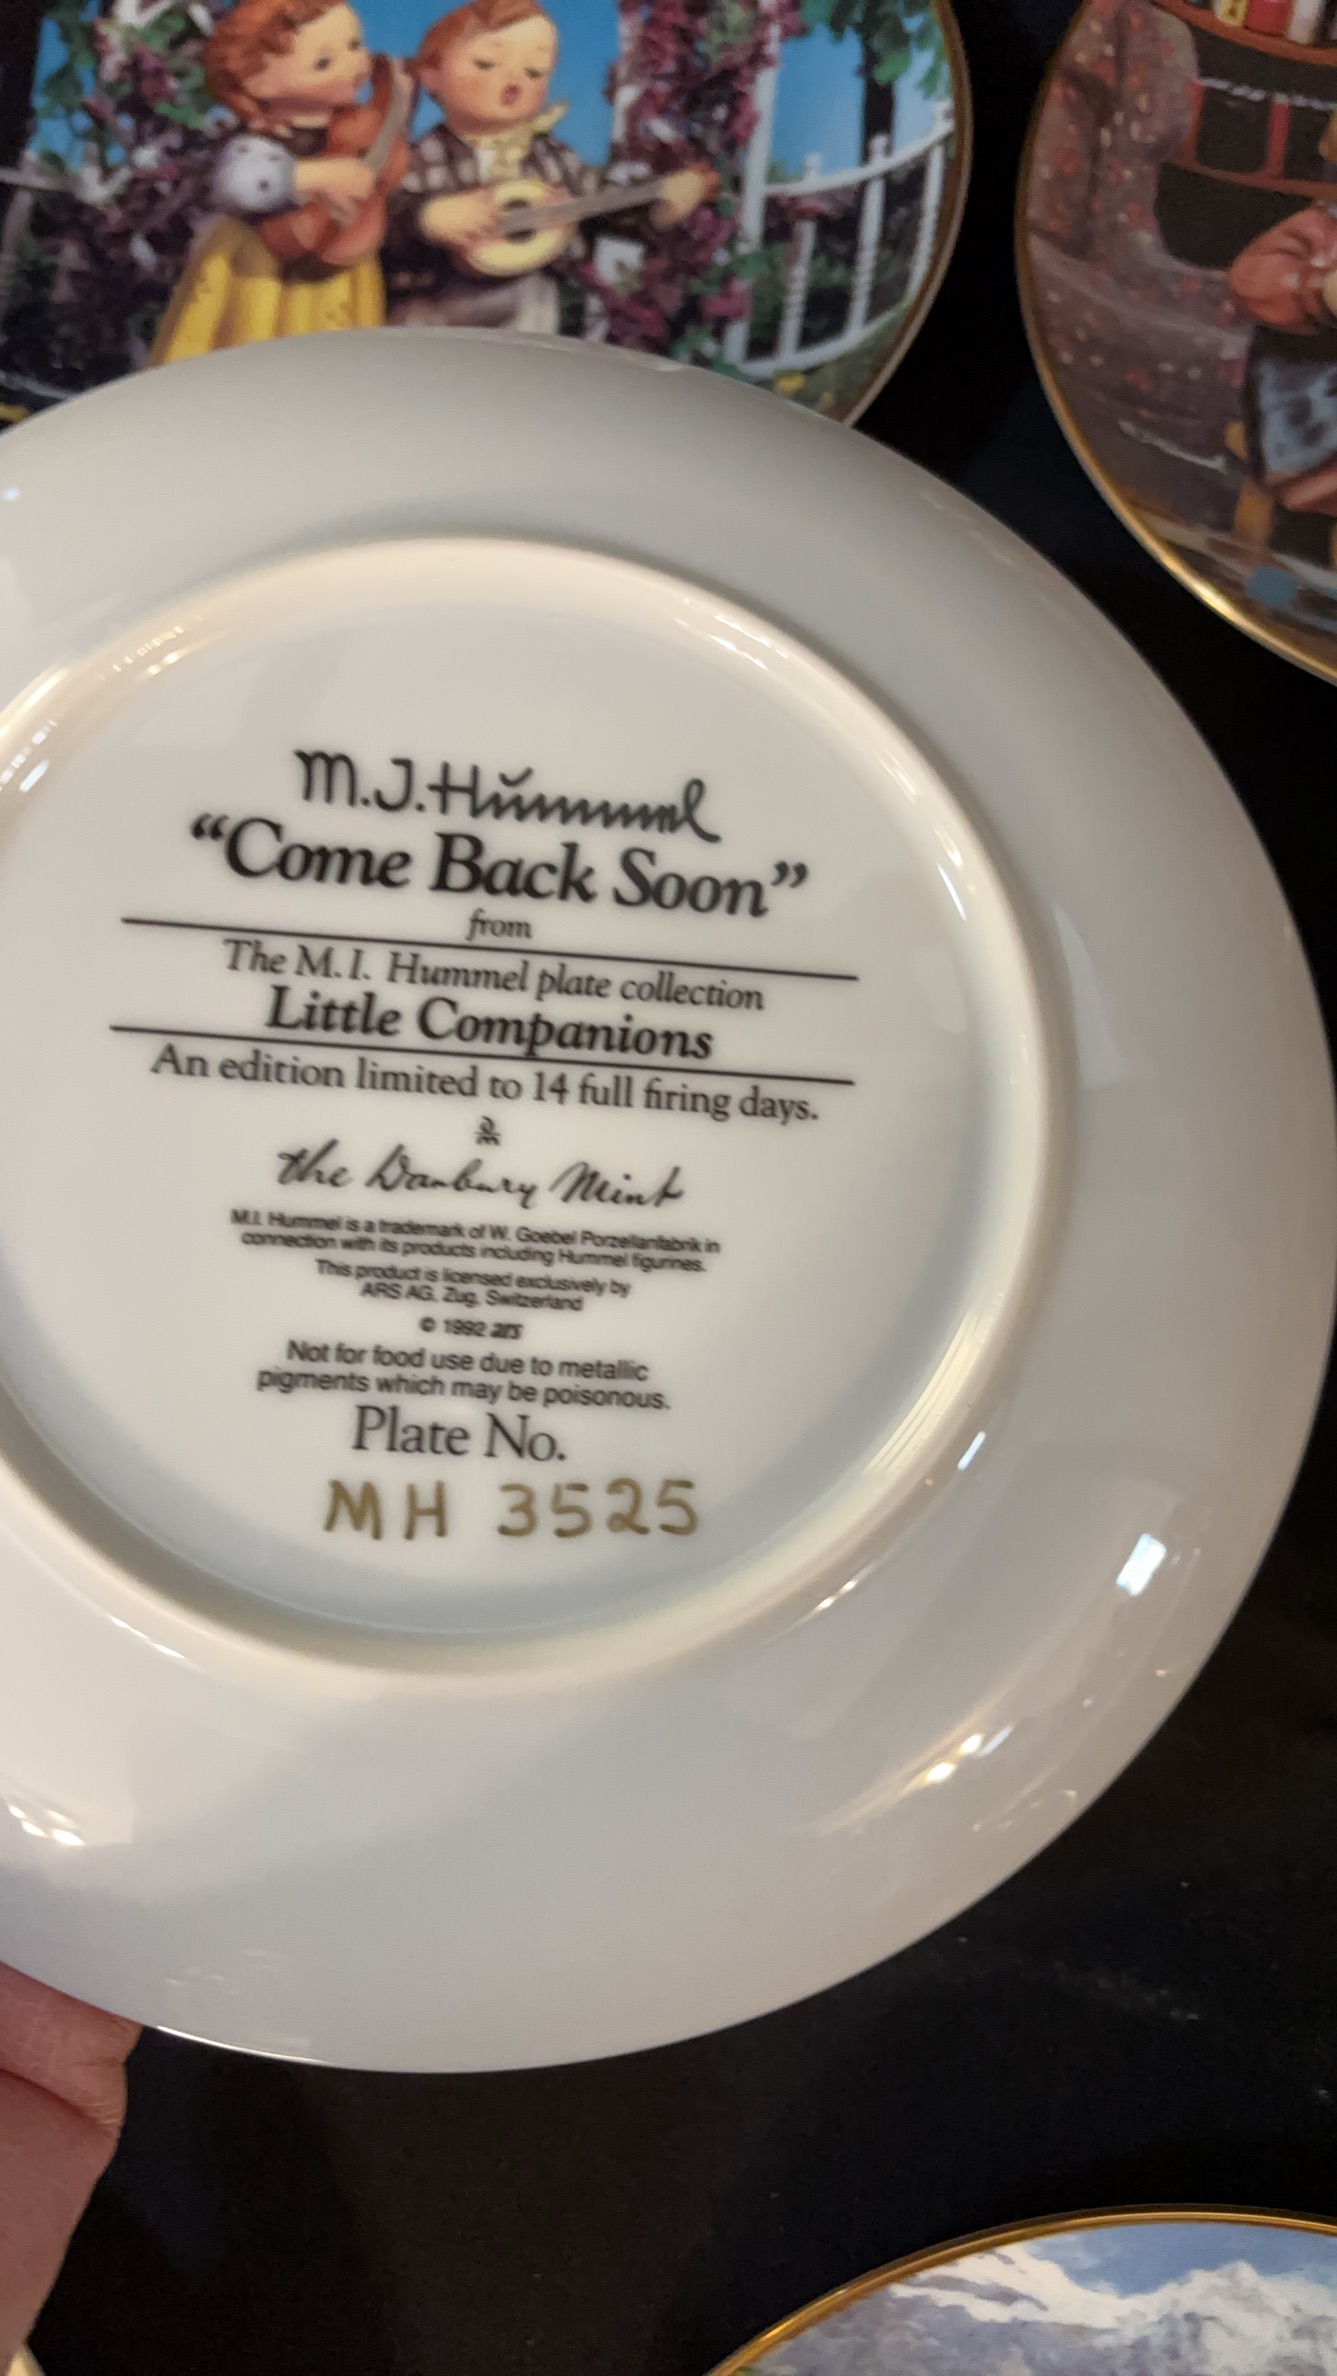 M.J. Hummel
“Come Back Soon”
from
The M.I. Hummel plate collection
Little Companions
An edition limited to 14 full firing days.
the Danbury Mint
M.I. Hummel is a trademark of W. Goebel Porzellanfabrik in
connection with its products including Hummel figurines.
This product is licensed exclusively by
ARS AG, Zug, Switzerland
© 1992 ars
Not for food use due to metallic
pigments which may be poisonous.
Plate No.
MH 3525